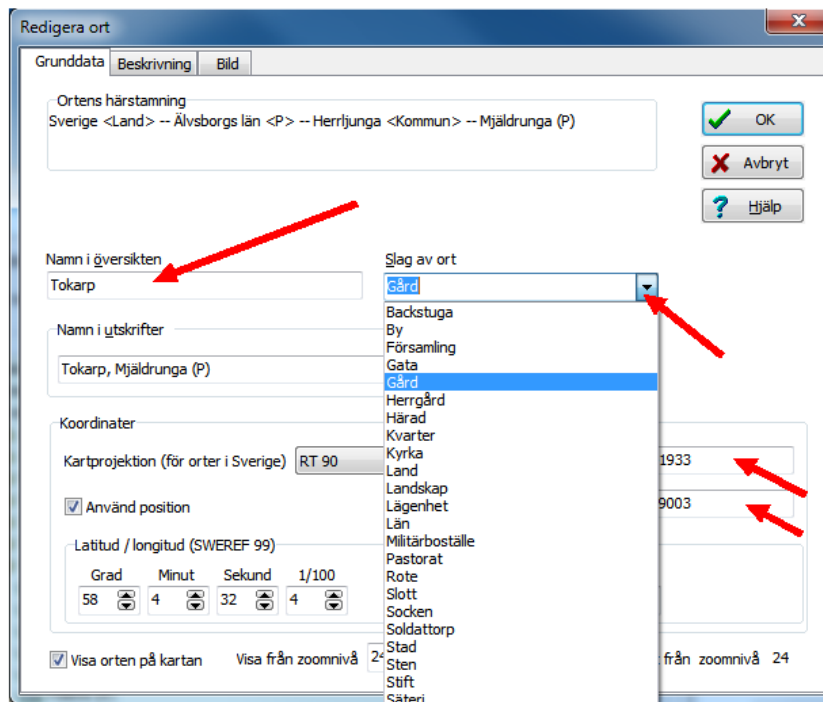 Redigera ort
Grunddata Beskrivning Bild
Ortens härstamning
Sverige <Land> -- Älvsborgs län <P> -- Herrljunga <Kommun> -- Mjäldrunga (P)
OK
Avbryt
Hjälp
Namn i översikten
Tokarp
Slag av ort
Gård
Namn i utskrifter
Tokarp, Mjäldrunga (P)
Backstuga
By
Församling
Gata
Gård
Herrgård
Härad
Kvarter
Kyrka
Land
Landskap
Lägenhet
Län
Militärboställe
Pastorat
Rote
Slott
Socken
Soldattorp
Stad
Sten
Stift
Säteri
Koordinater
Kartprojektion (för orter i Sverige) RT 90
1933
Använd position
9003
Latitud / longitud (SWEREF 99)
Grad Minut Sekund 1/100
58 4 32 4
Visa orten på kartan Visa från zoomnivå 24
från zoomnivå 24